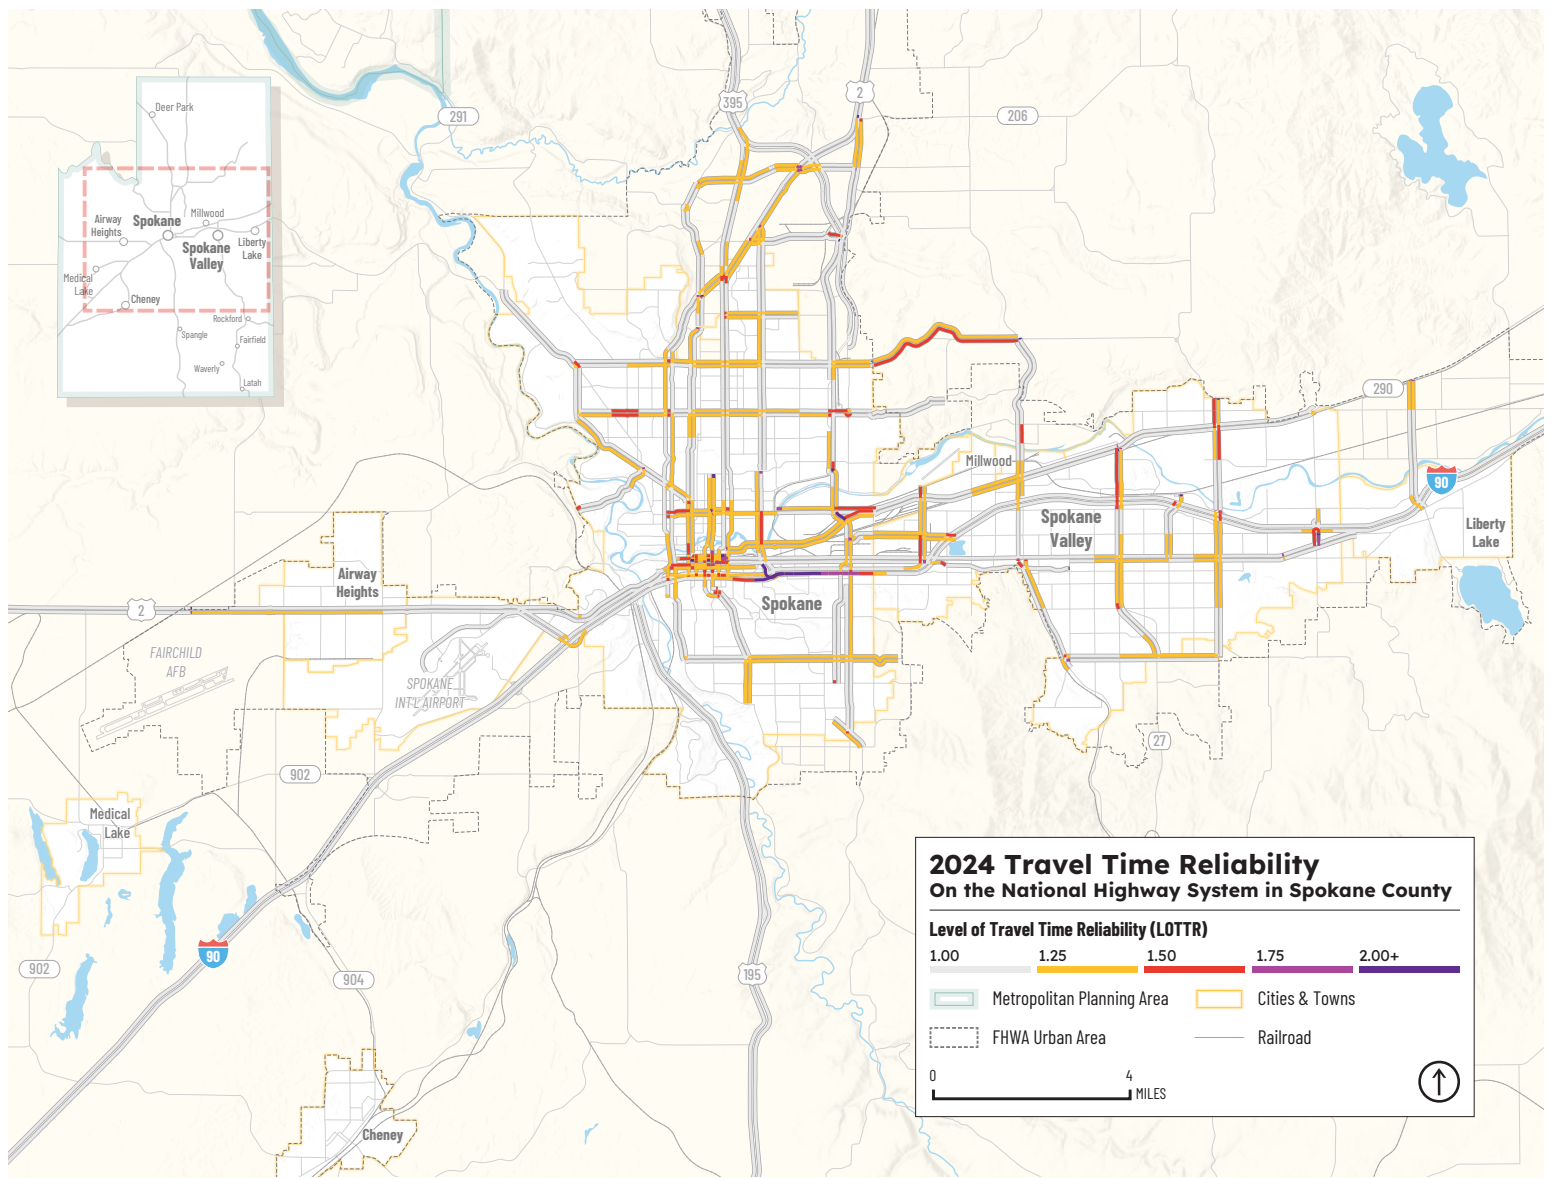 395
2
291
206
Deer Park
Millwood
Airway
Heights
Spokane
Spokane
Valley
Liberty
Lake
Medical
Lake
Cheney
Rockford
Spangle
Fairfield
Waverly
Latah
290
Millwood
90
Spokane
Valley
Liberty
Lake
Airway
Heights
2
Spokane
FAIRCHILD
AFB
SPOKANE
INT'L AIRPORT
27
902
Medical
Lake
90
902
904
195
Cheney
2024 Travel Time Reliability
On the National Highway System in Spokane County
Level of Travel Time Reliability (LOTTR)
1.00 1.25 1.50 1.75 2.00+
Metropolitan Planning Area Cities & Towns
FHWA Urban Area Railroad
0 4
MILES